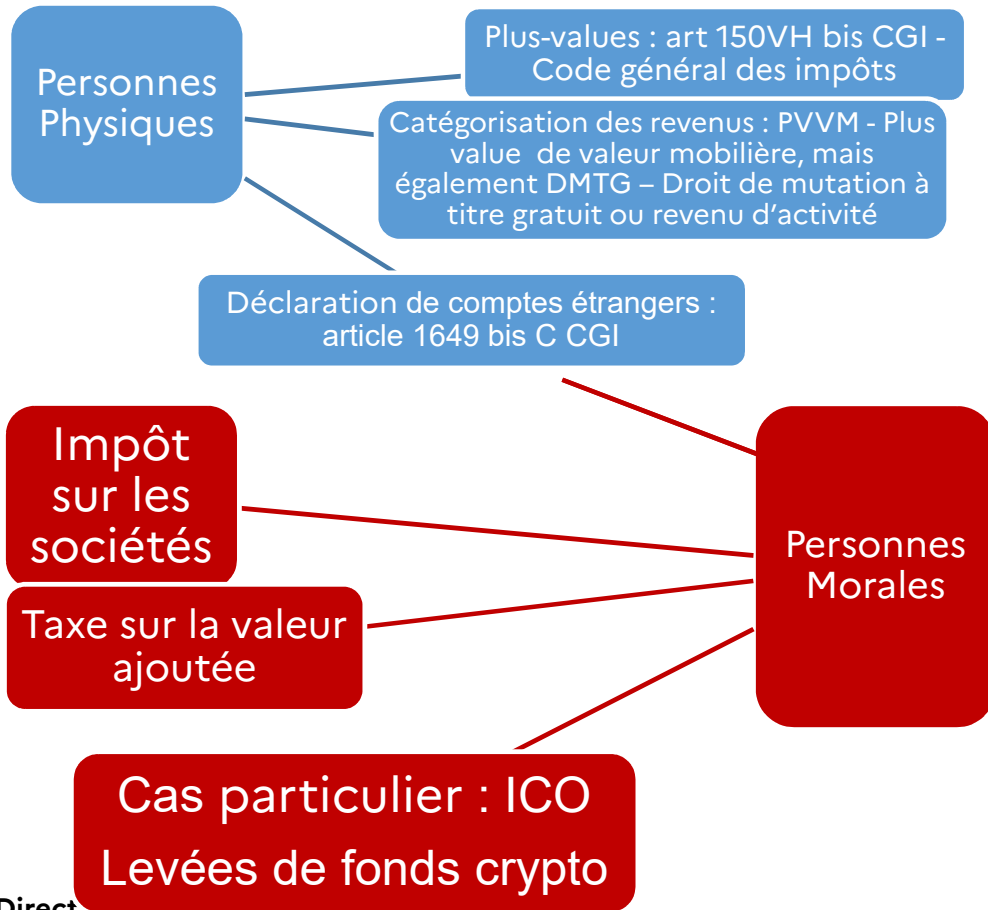 Personnes
Physiques
Plus-values : art 150VH bis CGI -
Code général des impôts
Catégorisation des revenus : PVVM - Plus
value de valeur mobilière, mais
également DMTG – Droit de mutation à
titre gratuit ou revenu d’activité
Déclaration de comptes étrangers :
article 1649 bis C CGI
Impôt
sur les
sociétés
Personnes
Morales
Taxe sur la valeur
ajoutée
Cas particulier : ICO
Levées de fonds crypto
Direct